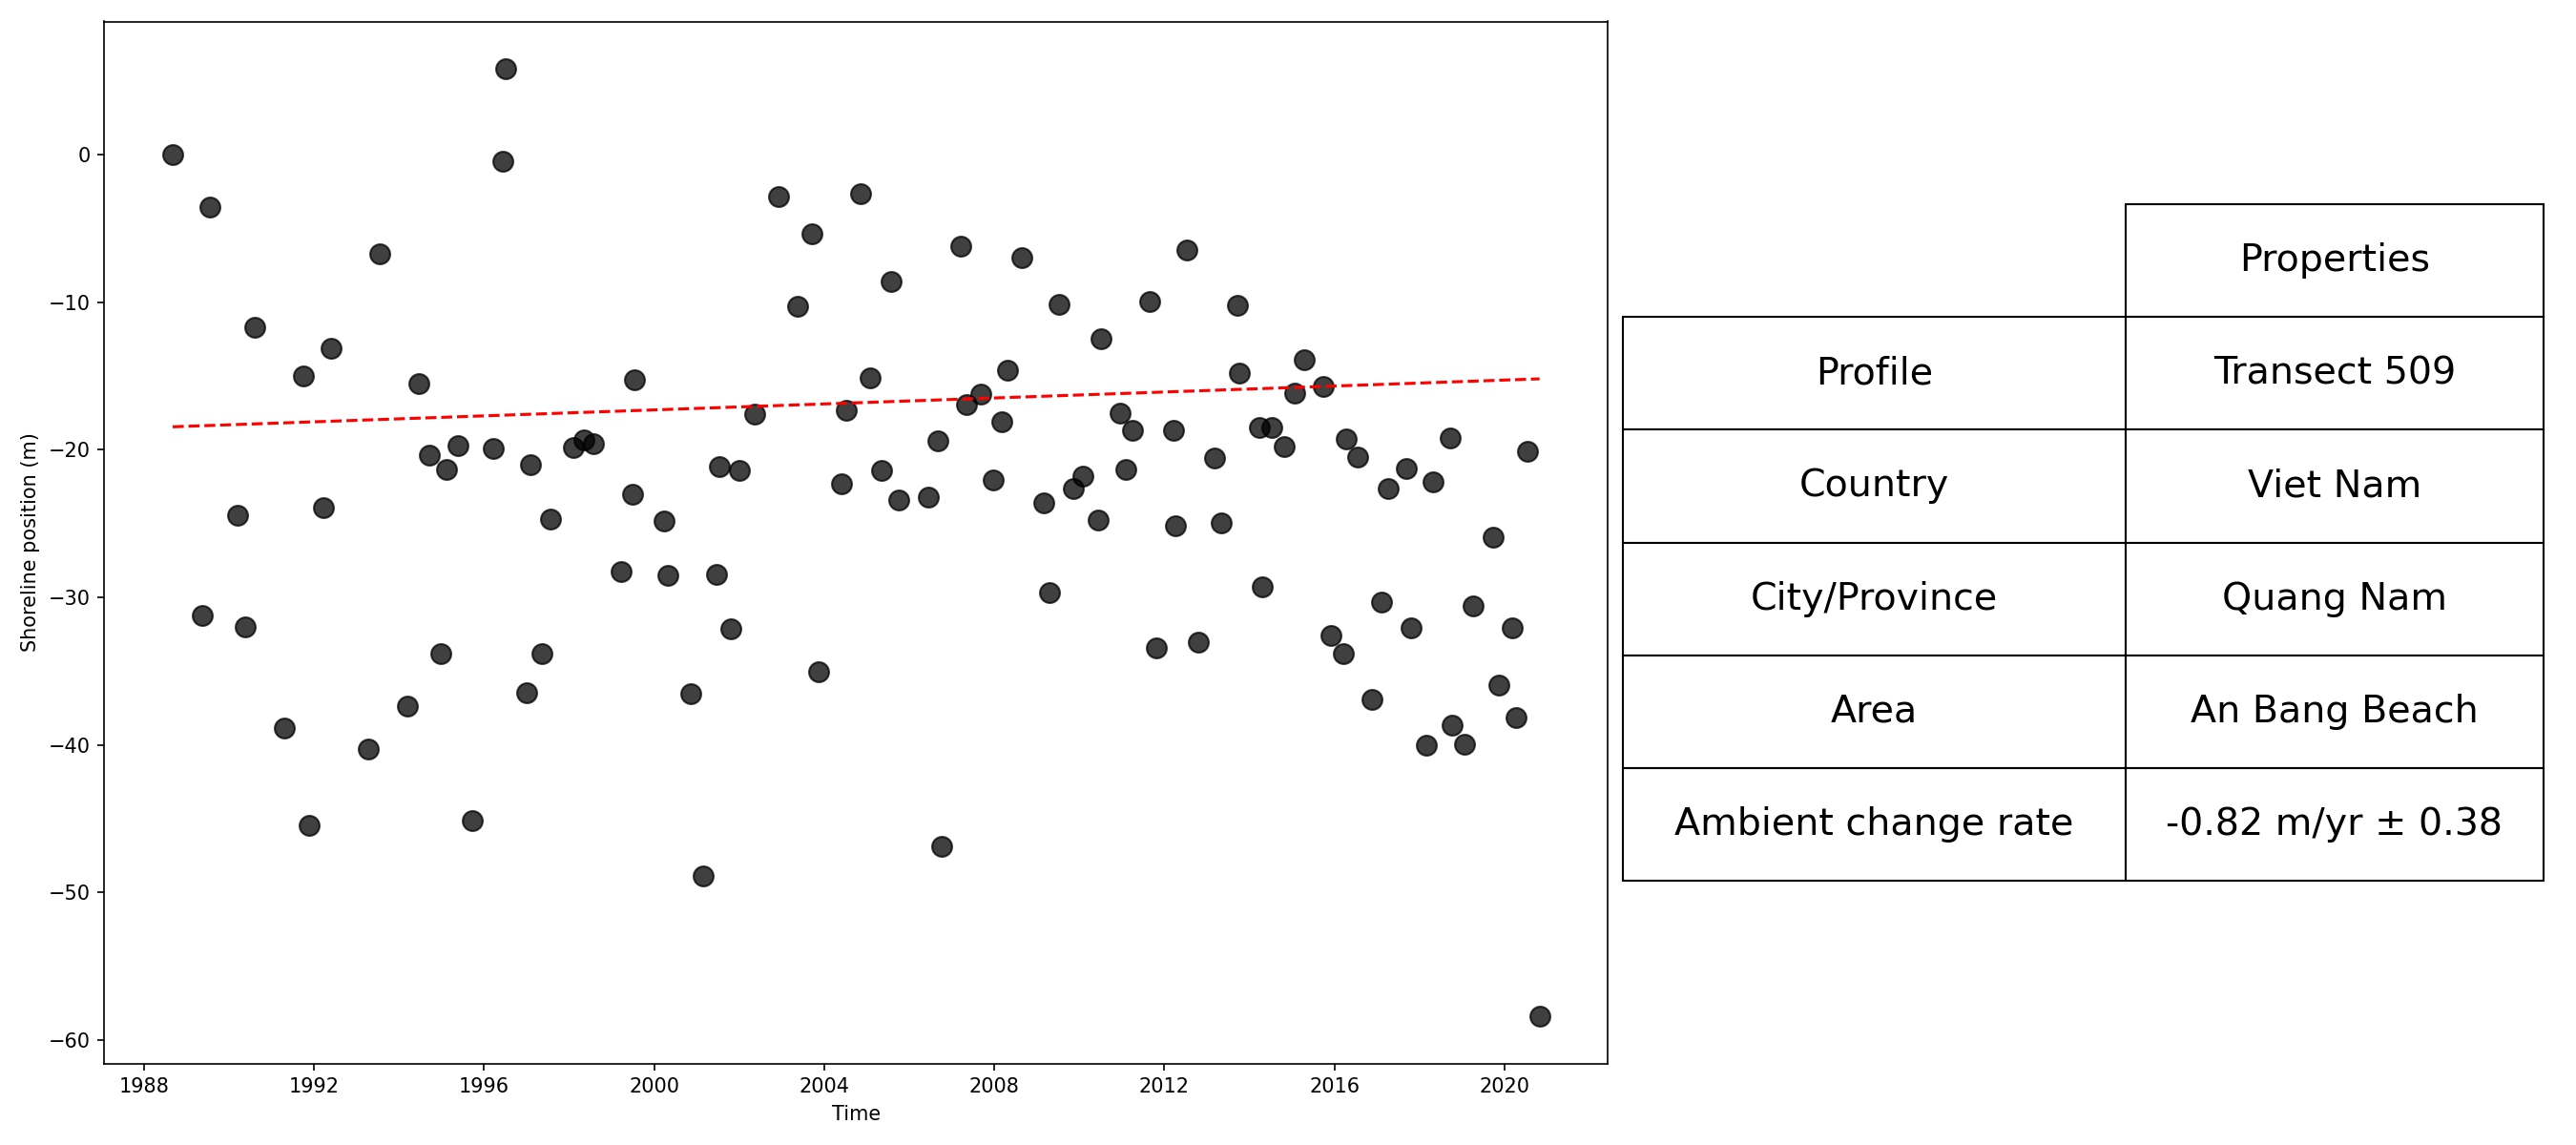 Shoreline position (m)
0
−10
−20
−30
−40
−50
−60
1988 1992 1996 2000 2004 2008 2012 2016 2020
Time
Properties
Profile Transect 509
Country Viet Nam
City/Province Quang Nam
Area An Bang Beach
Ambient change rate -0.82 m/yr ± 0.38